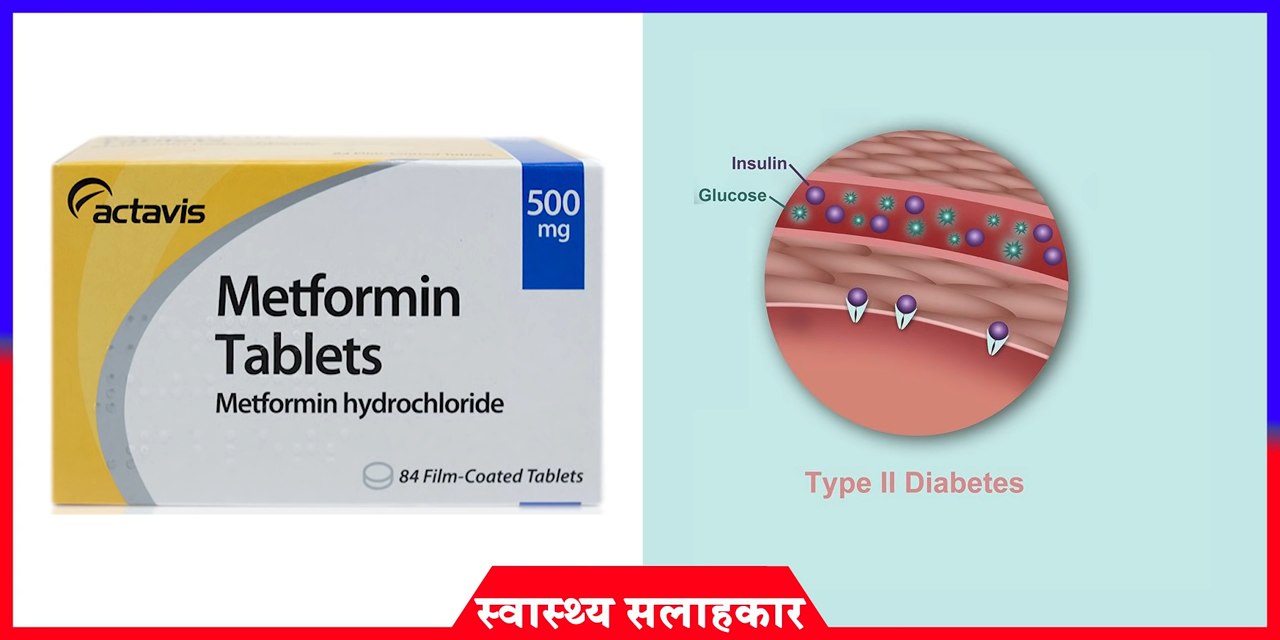 actavis
500
mg
Metformin
Tablets
Metformin hydrochloride
84 Film-Coated Tablets
Insulin
Glucose
Type II Diabetes
स्वास्थ्य सलाहकार